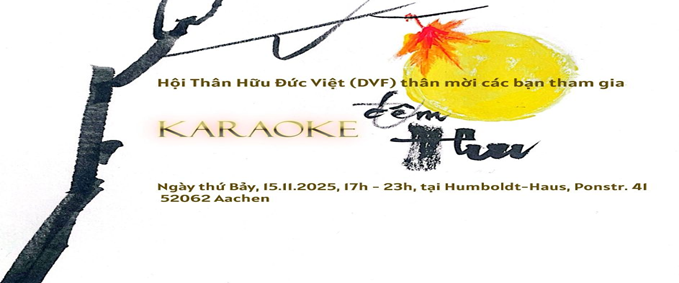 Hội Thân Hữu Đức Việt (DVF) thân mời các bạn tham gia
KARAOKE đêm
Thu
Ngày thứ Bảy, 15.11.2025, 17h - 23h, tại Humboldt-Haus, Ponstr. 41
52062 Aachen